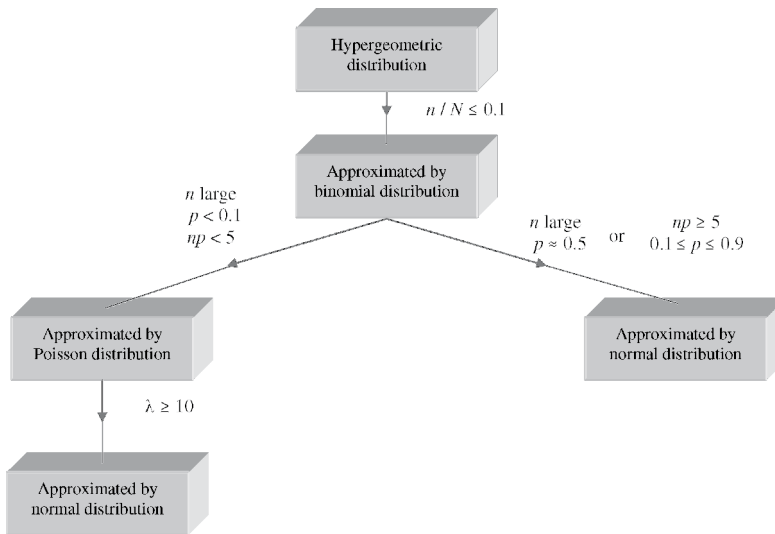 Hypergeometric
distribution
n / N ≤ 0.1
Approximated by
binomial distribution
n large
p < 0.1
np < 5
n large
p ≈ 0.5
or
np ≥ 5
0.1 ≤ p ≤ 0.9
Approximated by
Poisson distribution
Approximated by
normal distribution
λ ≥ 10
Approximated by
normal distribution